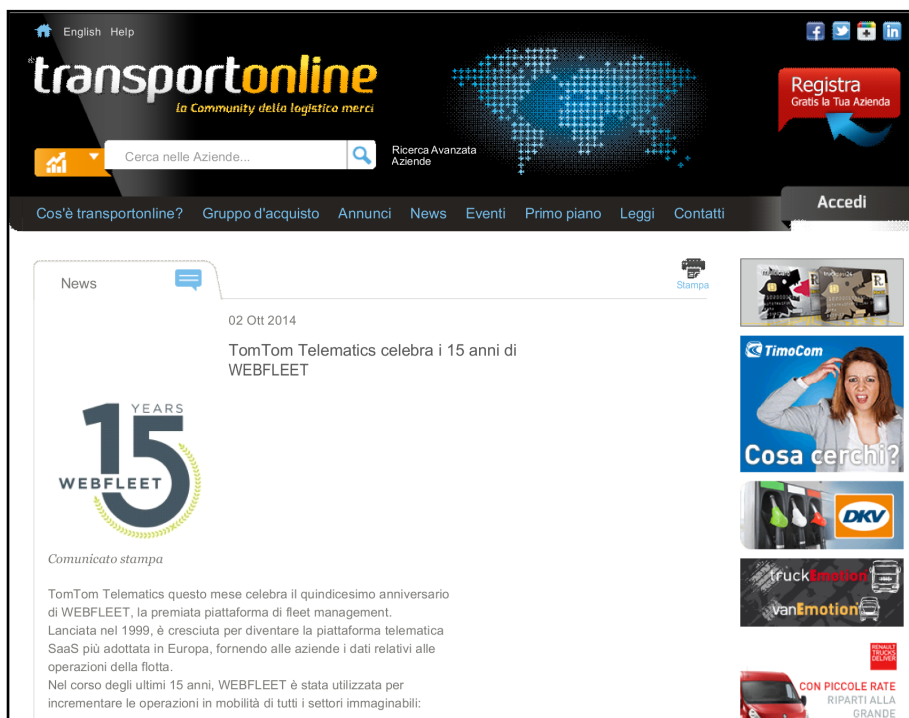 English Help
transportonline
la Community della logistica merci
Registra
Gratis la Tua Azienda
Cerca nelle Aziende...
Ricerca Avanzata
Aziende
Accedi
Cos'è transportonline? Gruppo d'acquisto Annunci News Eventi Primo piano Leggi Contatti
News
Stampa
02 Ott 2014
TomTom Telematics celebra i 15 anni di
WEBFLEET
YEARS
15
WEBFLEET
Comunicato stampa
TomTom Telematics questo mese celebra il quindicesimo anniversario
di WEBFLEET, la premiata piattaforma di fleet management.
Lanciata nel 1999, è cresciuta per diventare la piattaforma telematica
SaaS più adottata in Europa, fornendo alle aziende i dati relativi alle
operazioni della flotta.
Nel corso degli ultimi 15 anni, WEBFLEET è stata utilizzata per
incrementare le operazioni in mobilità di tutti i settori immaginabili:
TimoCom
Cosa cerchi?
DKV
truckEmotion
vanEmotion
RENAULT
TRUCKS
DELIVER
CON PICCOLE RATE
RIPARTI ALLA
GRANDE